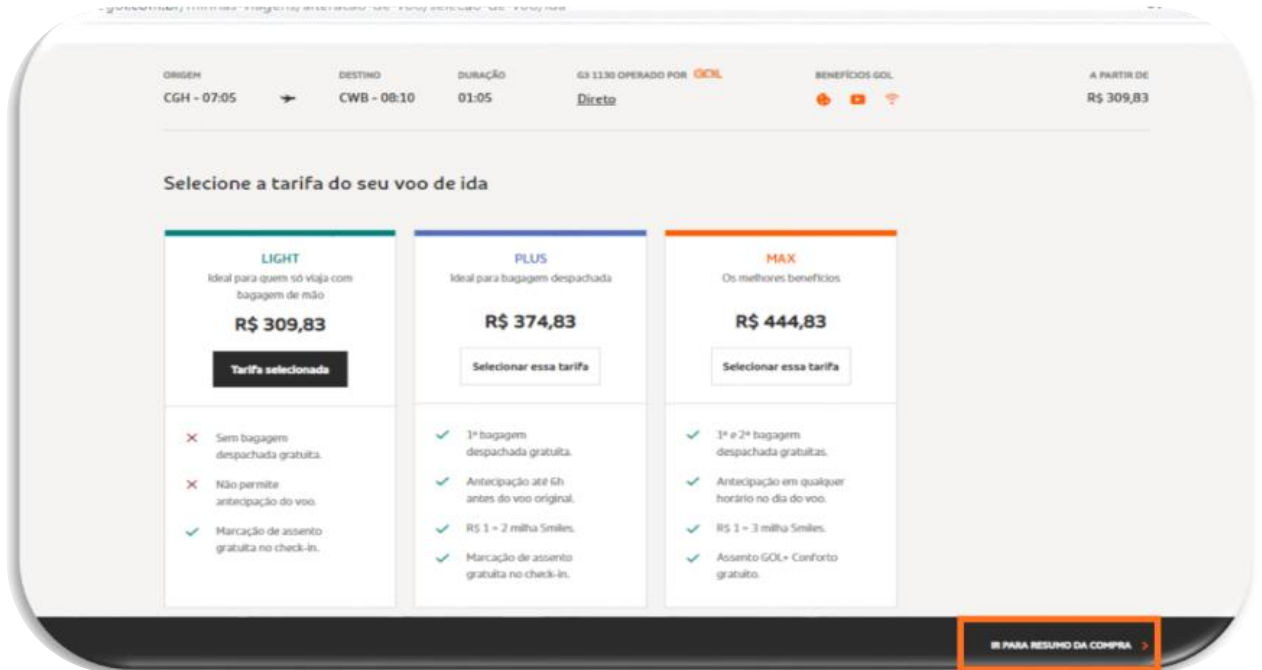 ORIGEM DESTINO DURAÇÃO G3 1130 OPERADO POR GOL BENEFÍCIOS GOL A PARTIR DE
CGH - 07:05 CWB - 08:10 01:05 Direto R$ 309,83
Selecione a tarifa do seu voo de ida
LIGHT
Ideal para quem só viaja com
bagagem de mão
R$ 309,83
Tarifa selecionada
Sem bagagem
despachada gratuita.
Não permite
antecipação do voo.
Marcação de assento
gratuita no check-in.
PLUS
Ideal para bagagem despachada
R$ 374,83
Selecionar essa tarifa
1ª bagagem
despachada gratuita.
Antecipação até 6h
antes do voo original.
R$ 1 = 2 milha Smiles.
Marcação de assento
gratuita no check-in.
MAX
Os melhores benefícios
R$ 444,83
Selecionar essa tarifa
1ª e 2ª bagagem
despachada gratuitas.
Antecipação em qualquer
horário no dia do voo.
R$ 1 = 3 milha Smiles.
Assento GOL+ Conforto
gratuito.
IR PARA RESUMO DA COMPRA